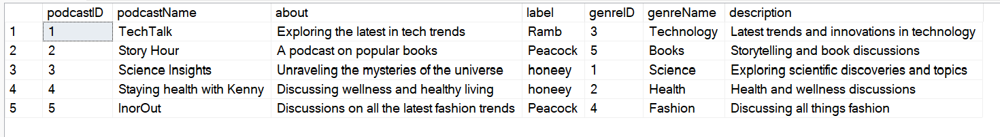 podcastID podcastName about label genreID genreName description
1 1 TechTalk Exploring the latest in tech trends Ramb 3 Technology Latest trends and innovations in technology
2 2 Story Hour A podcast on popular books Peacock 5 Books Storytelling and book discussions
3 3 Science Insights Unraveling the mysteries of the universe honeey 1 Science Exploring scientific discoveries and topics
4 4 Staying health with Kenny Discussing wellness and healthy living honeey 2 Health Health and wellness discussions
5 5 InorOut Discussions on all the latest fashion trends Peacock 4 Fashion Discussing all things fashion